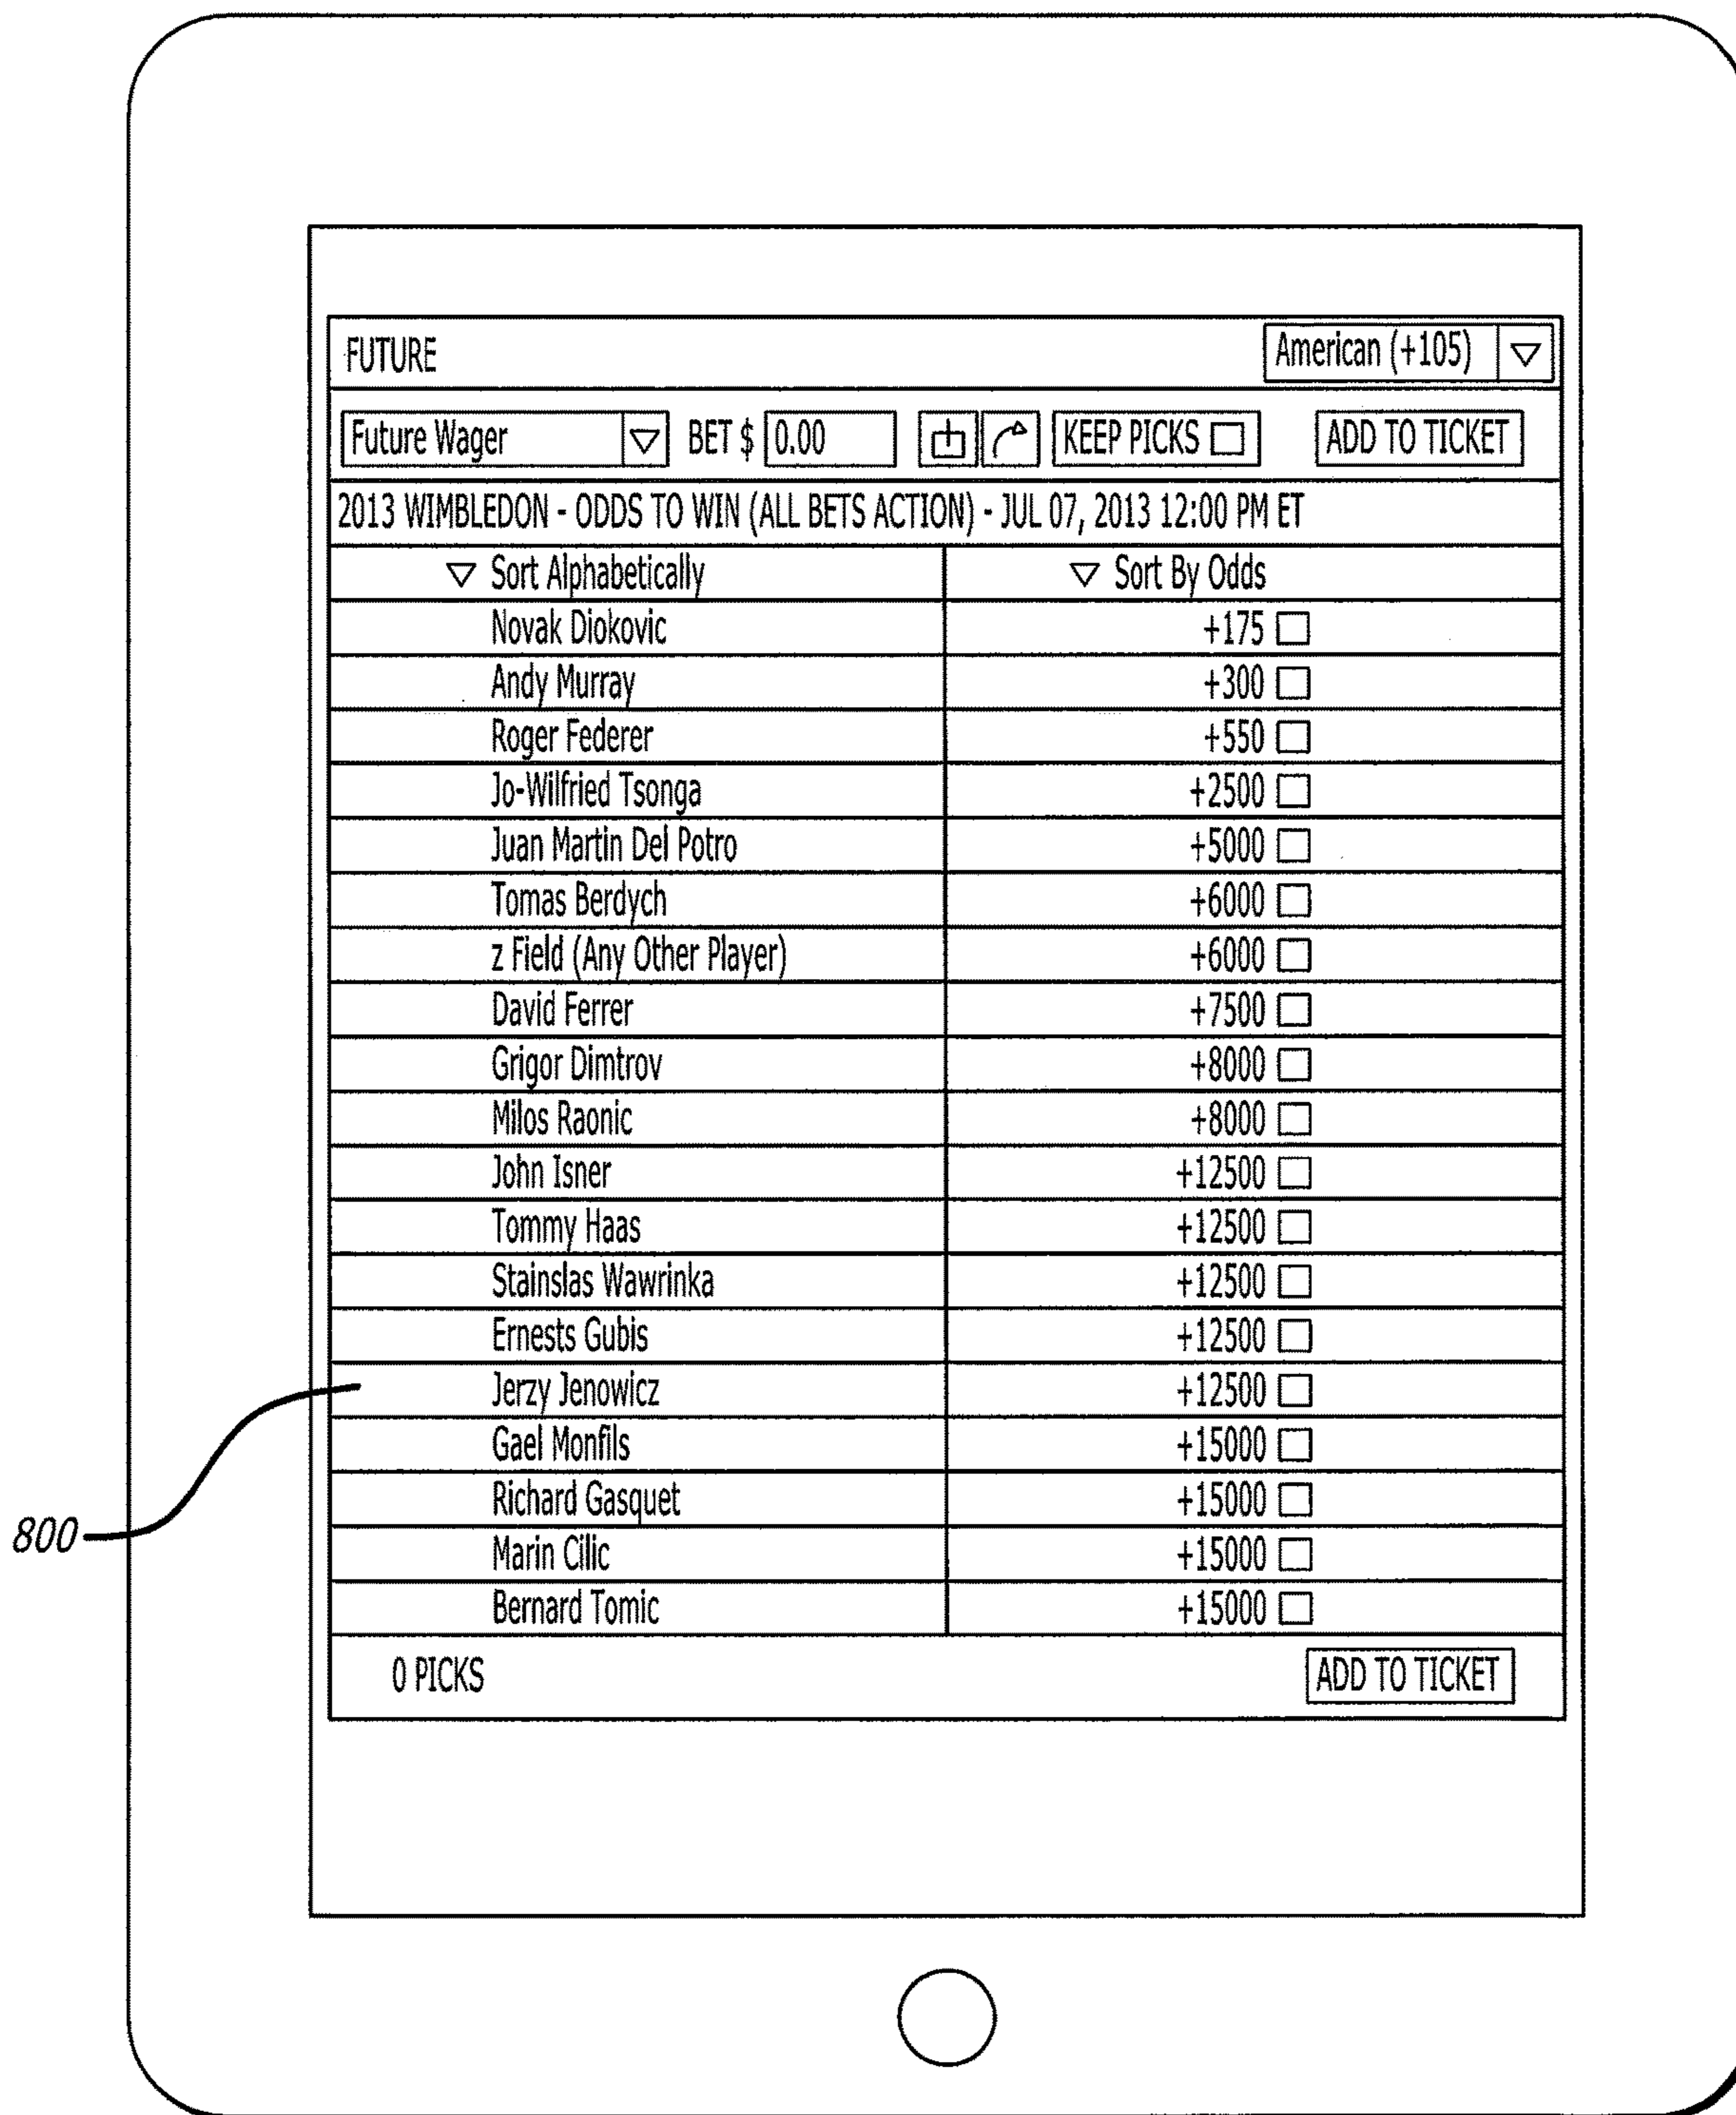 FUTURE American (+105)
Future Wager BET $ 0.00 KEEP PICKS ADD TO TICKET
2013 WIMBLEDON - ODDS TO WIN (ALL BETS ACTION) - JUL 07, 2013 12:00 PM ET
Sort Alphabetically Sort By Odds
Novak Diokovic +175
Andy Murray +300
Roger Federer +550
Jo-Wilfried Tsonga +2500
Juan Martin Del Potro +5000
Tomas Berdych +6000
z Field (Any Other Player) +6000
David Ferrer +7500
Grigor Dimtrov +8000
Milos Raonic +8000
John Isner +12500
Tommy Haas +12500
Stainslas Wawrinka +12500
Ernests Gubis +12500
Jerzy Jenowicz +12500
Gael Monfils +15000
Richard Gasquet +15000
800
Marin Cilic +15000
Bernard Tomic +15000
0 PICKS ADD TO TICKET